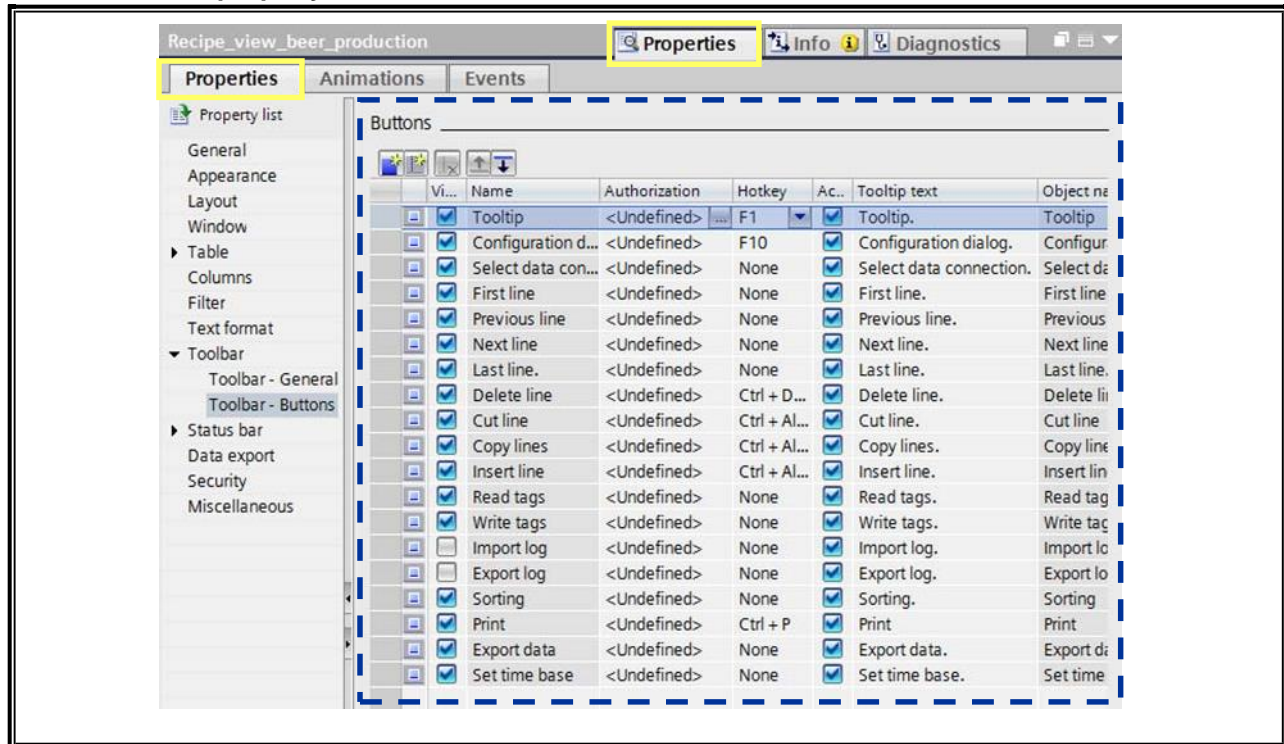 Recipe_view_beer_production Properties Info Diagnostics
Properties Animations Events
Property list
General
Appearance
Layout
Window
Table
Columns
Filter
Text format
Toolbar
Toolbar - General
Toolbar - Buttons
Status bar
Data export
Security
Miscellaneous
Buttons
Vi... Name Authorization Hotkey Ac.. Tooltip text Object na
Tooltip <Undefined> ... F1 Tooltip. Tooltip
Configuration d... <Undefined> F10 Configuration dialog. Configur
Select data con... <Undefined> None Select data connection. Select da
First line <Undefined> None First line. First line
Previous line <Undefined> None Previous line. Previous
Next line <Undefined> None Next line. Next line
Last line. <Undefined> None Last line. Last line.
Delete line <Undefined> Ctrl + D... Delete line. Delete li
Cut line <Undefined> Ctrl + Al... Cut line. Cut line
Copy lines <Undefined> Ctrl + Al... Copy lines. Copy line
Insert line <Undefined> Ctrl + Al... Insert line. Insert lin
Read tags <Undefined> None Read tags. Read tag
Write tags <Undefined> None Write tags. Write tag
Import log <Undefined> None Import log. Import lo
Export log <Undefined> None Export log. Export lo
Sorting <Undefined> None Sorting. Sorting
Print <Undefined> Ctrl + P Print Print
Export data <Undefined> None Export data. Export da
Set time base <Undefined> None Set time base. Set time